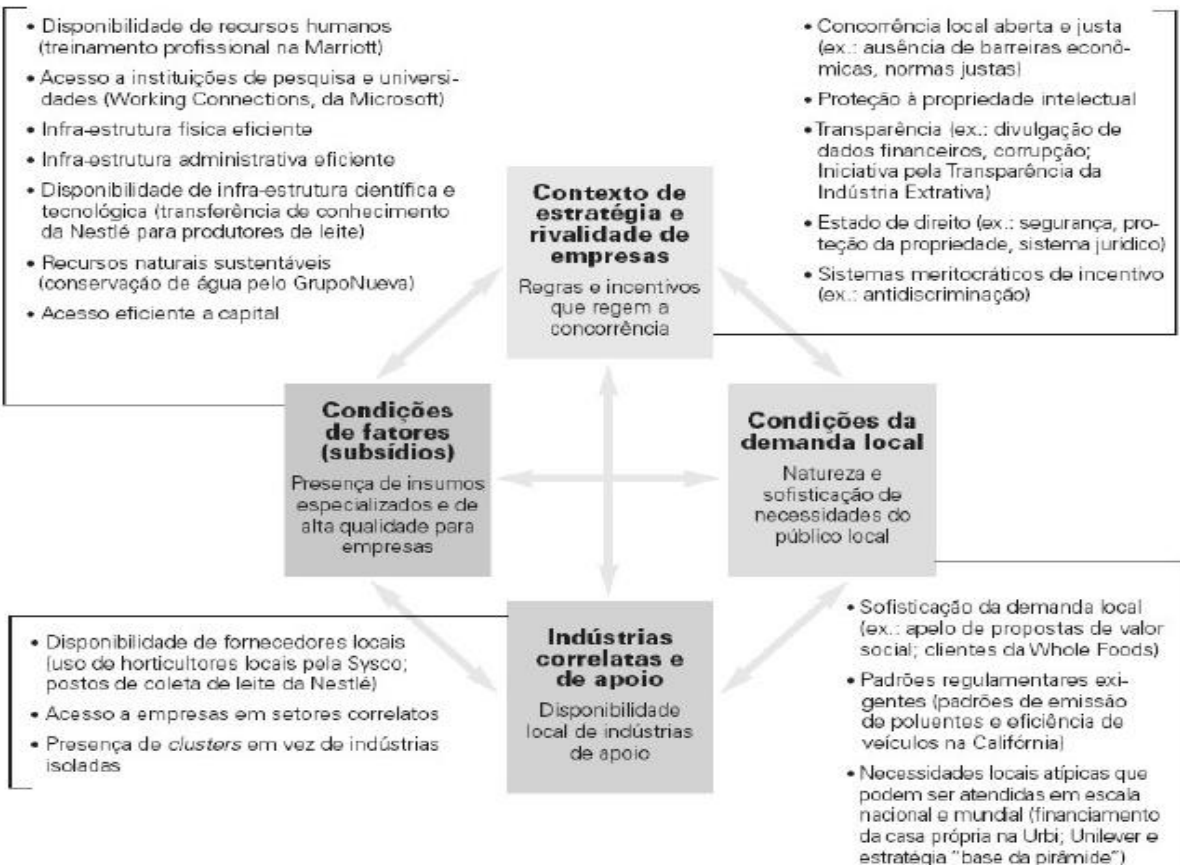 • Disponibilidade de recursos humanos
(treinamento profissional na Marriott)
• Acesso a instituições de pesquisa e universi-
dades (Working Connections, da Microsoft)
• Infra-estrutura física eficiente
• Infra-estrutura administrativa eficiente
• Disponibilidade de infra-estrutura científica e
tecnológica (transferência de conhecimento
da Nestlé para produtores de leite)
• Recursos naturais sustentáveis
(conservação de água pelo GrupoNueva)
• Acesso eficiente a capital
• Concorrência local aberta e justa
(ex.: ausência de barreiras econô-
micas, normas justas)
• Proteção à propriedade intelectual
• Transparência (ex.: divulgação de
dados financeiros, corrupção;
Iniciativa pela Transparência da
Indústria Extrativa)
• Estado de direito (ex.: segurança, pro-
teção da propriedade, sistema jurídico)
• Sistemas meritocráticos de incentivo
(ex.: antidiscriminação)
Contexto de
estratégia e
rivalidade de
empresas
Regras e incentivos
que regem a
concorrência
Condições
de fatores
(subsídios)
Presença de insumos
especializados e de
alta qualidade para
empresas
Condições da
demanda local
Natureza e
sofisticação de
necessidades do
público local
Indústrias
correlatas e
de apoio
Disponibilidade
local de indústrias
de apoio
• Disponibilidade de fornecedores locais
(uso de horticultores locais pela Sysco;
postos de coleta de leite da Nestlé)
• Acesso a empresas em setores correlatos
• Presença de clusters em vez de indústrias
isoladas
• Sofisticação da demanda local
(ex.: apelo de propostas de valor
social; clientes da Whole Foods)
• Padrões regulamentares exi-
gentes (padrões de emissão
de poluentes e eficiência de
veículos na Califórnia)
• Necessidades locais atípicas que
podem ser atendidas em escala
nacional e mundial (financiamento
da casa própria na Urbi; Unilever e
estratégia "base da pirâmide")